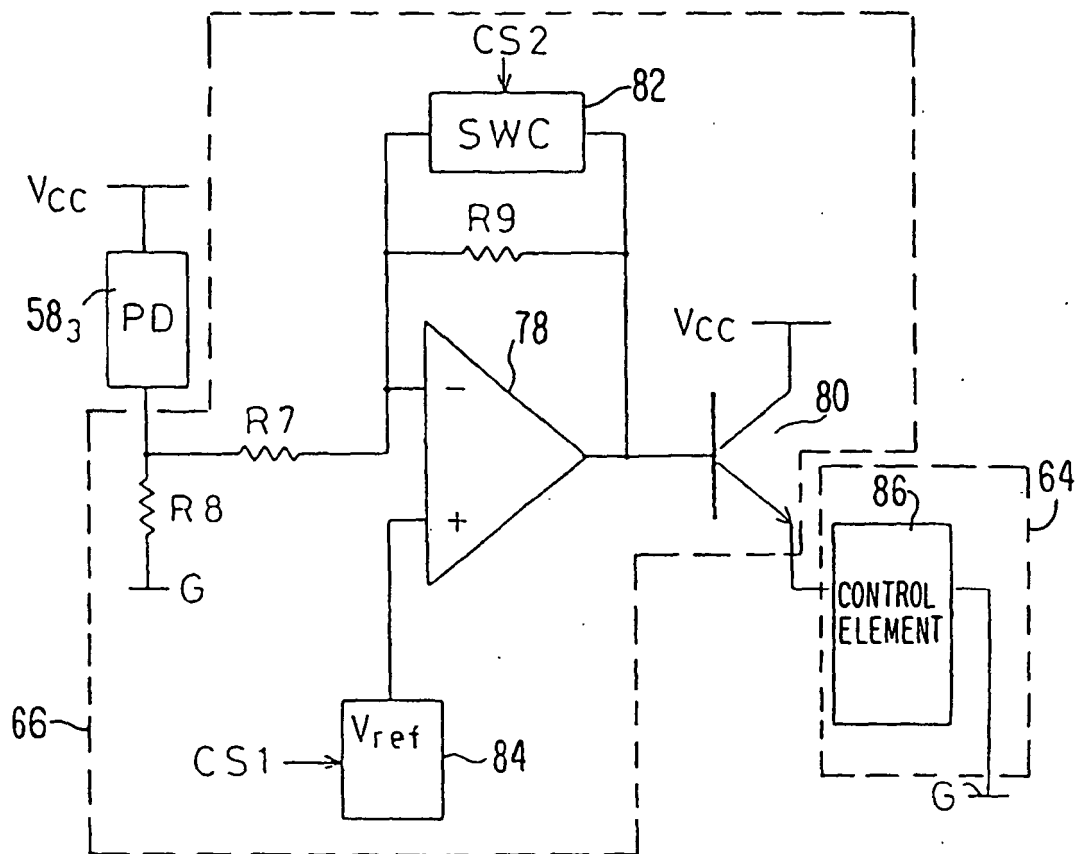 CS2
82
SWC
VCC
R9
583
PD
78
VCC
80
R7
64
86
R8
G
CONTROL
ELEMENT
66
Vref
CS1
84
G